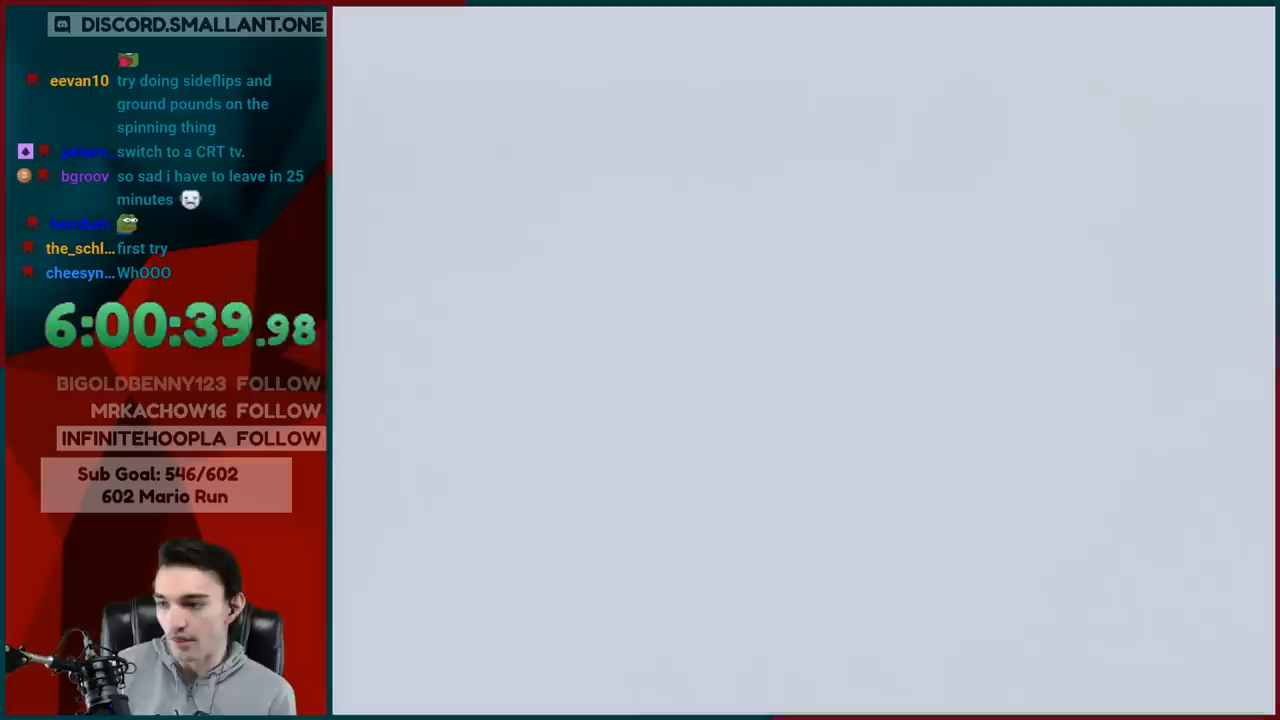 DISCORD.SMALLANT.ONE
eevan10 try doing sideflips and
ground pounds on the
spinning thing
switch to a CRT tv.
bgroov so sad i have to leave in 25
minutes
the_schl... first try
cheesyn... WhOOO
6:00:39.98
BIGOLDBENNY123 FOLLOW
MRKACHOW16 FOLLOW
INFINITEHOOPLA FOLLOW
Sub Goal: 546/602
602 Mario Run